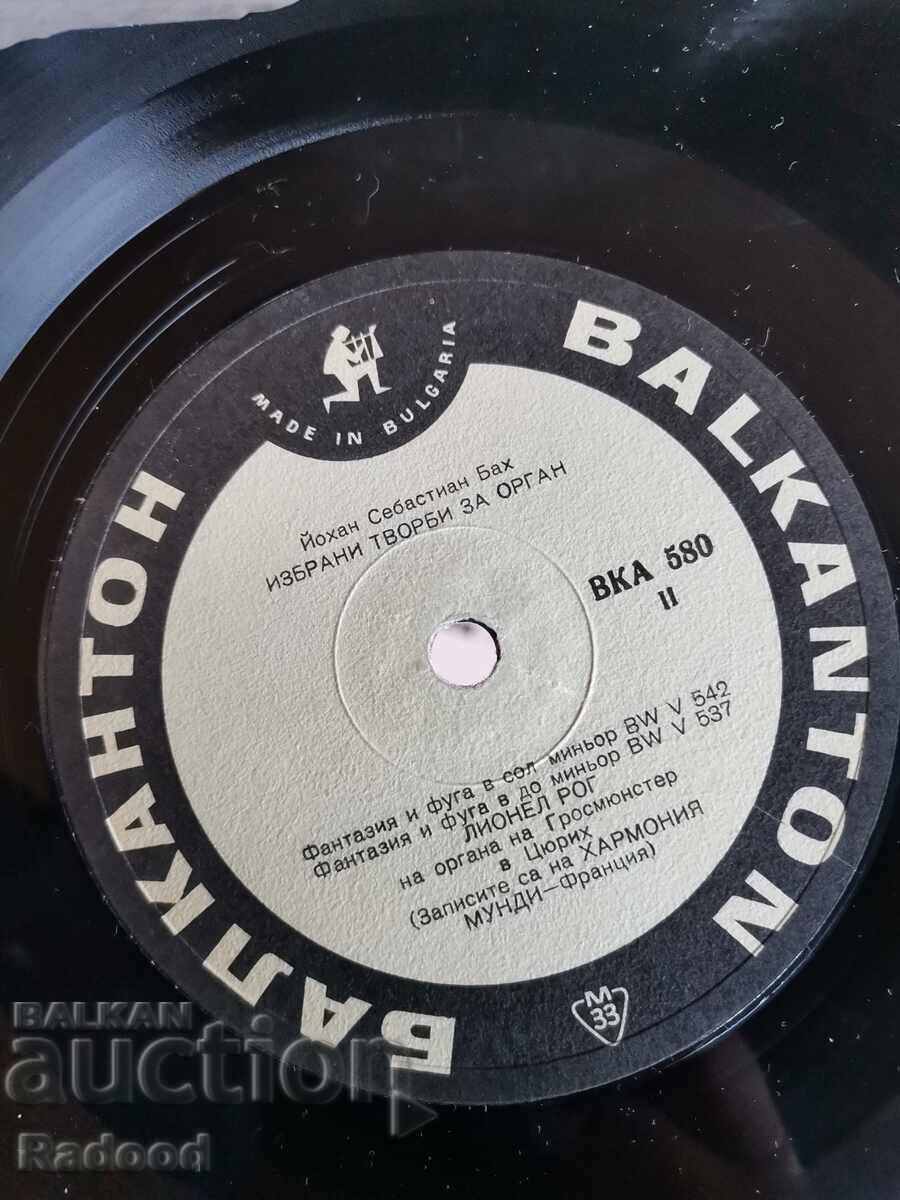 MADE IN BULGARIA
BALKANTON
БАЛКАНТОН
Йохан Себастиан Бах
ИЗБРАНИ ТВОРБИ ЗА ОРГАН
ВКА 580
II
Фантазия и фуга в сол миньор BW V 542
Фантазия и фуга в до миньор BW V 537
ЛИОНЕЛ РОГ
на органа на Гросмюнстер
в Цюрих
(Записите са на ХАРМОНИЯ
МУНДИ–Франция)
М
33
BALKAN
auction
Radood